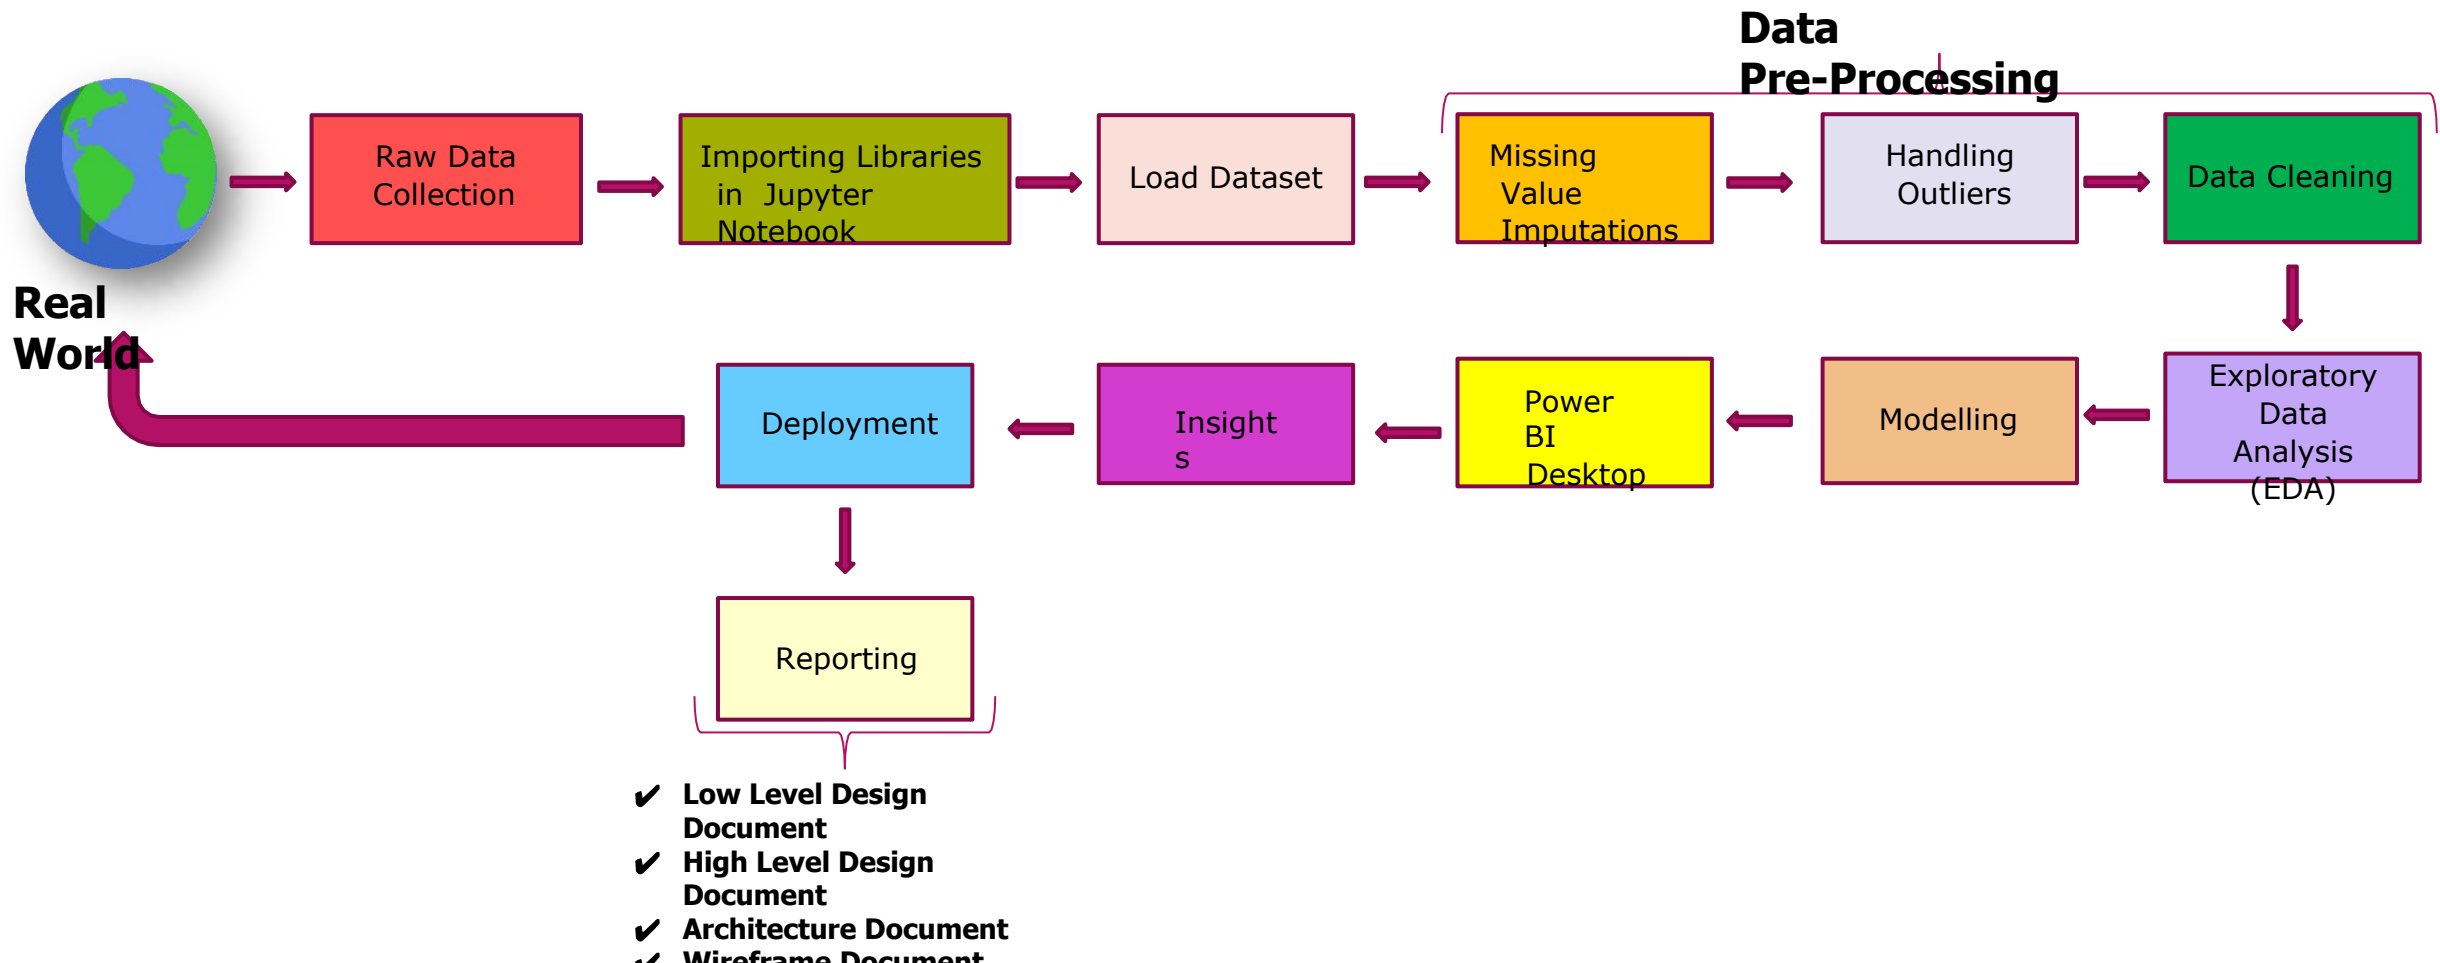 Data
Pre-Processing
Raw Data
Collection
Importing Libraries
in Jupyter
Notebook
Load Dataset
Missing
Value
Imputations
Handling
Outliers
Data Cleaning
Real
World
Deployment
Insight
s
Power
BI
Desktop
Modelling
Exploratory
Data
Analysis
(EDA)
Reporting
✔ Low Level Design
Document
✔ High Level Design
Document
✔ Architecture Document
✔ Wireframe Document